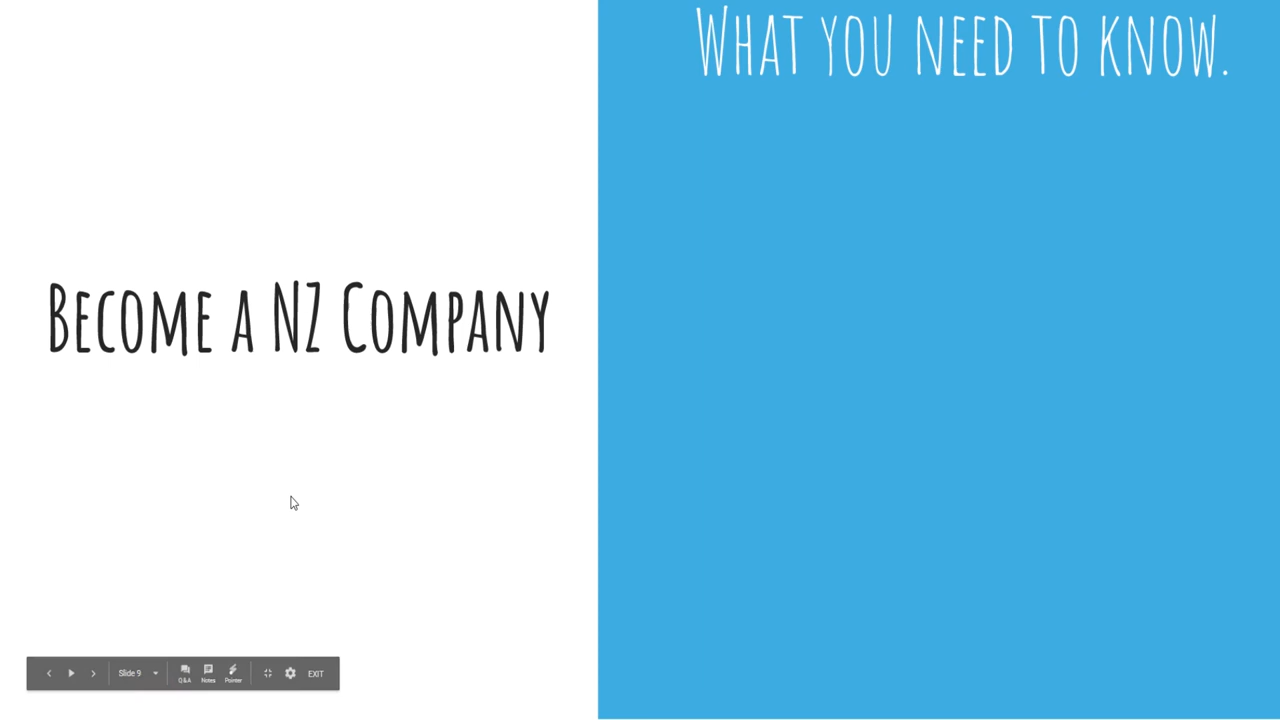 What you need to know.
Become a NZ Company
Slide 9
Q&A
Notes
Pointer
EXIT